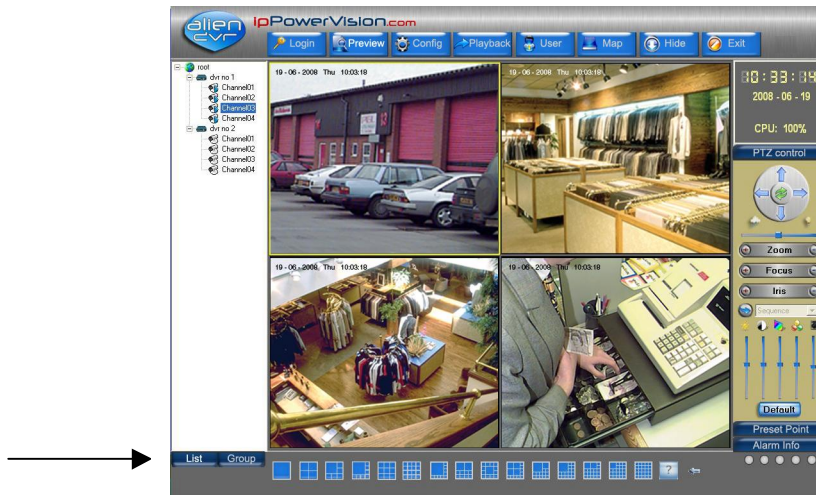 alien dvr
ipPowerVision.com
Login Preview Config Playback User Map Hide Exit
root
dvr no 1
Channel01
Channel02
Channel03
Channel04
dvr no 2
Channel01
Channel02
Channel03
Channel04
19 - 06 - 2008 Thu 10:03:18
19 - 06 - 2008 Thu 10:03:18
19 - 06 - 2008 Thu 10:03:18
19 - 06 - 2008 Thu 10:03:18
10:33:14
2008 - 06 - 19
CPU: 100%
PTZ control
Zoom
Focus
Iris
Sequence
Default
Preset Point
Alarm Info
List Group
?